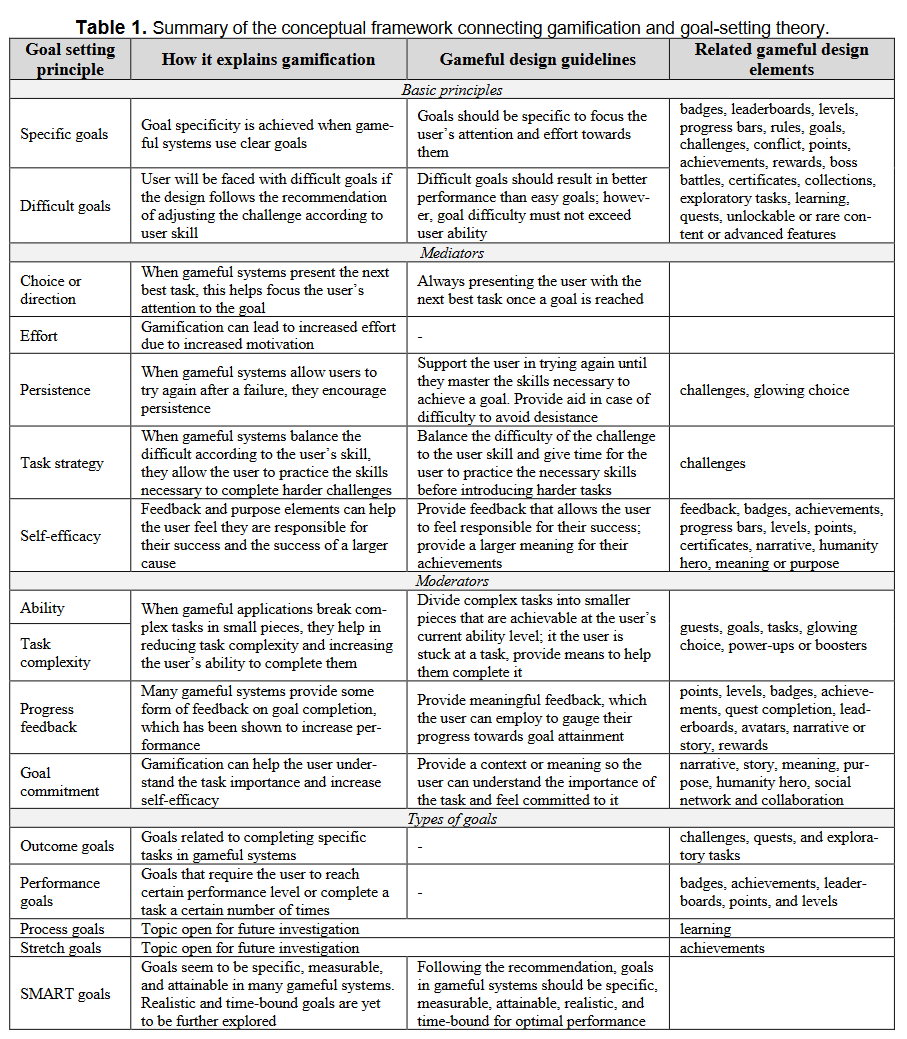 Table 1. Summary of the conceptual framework connecting gamification and goal-setting theory.
Goal setting
principle
How it explains gamification
Gameful design guidelines
Related gameful design
elements
Basic principles
Specific goals
Goal specificity is achieved when game-
ful systems use clear goals
Goals should be specific to focus the
user's attention and effort towards
them
badges, leaderboards, levels,
progress bars, rules, goals,
challenges, conflict, points,
achievements, rewards, boss
battles, certificates, collections,
exploratory tasks, learning,
quests, unlockable or rare con-
tent or advanced features
Difficult goals
User will be faced with difficult goals if
the design follows the recommendation
of adjusting the challenge according to
user skill
Difficult goals should result in better
performance than easy goals; howev-
er, goal difficulty must not exceed
user ability
Mediators
Choice or
direction
When gameful systems present the next
best task, this helps focus the user's
attention to the goal
Always presenting the user with the
next best task once a goal is reached
Effort
Gamification can lead to increased effort
due to increased motivation
-
Persistence
When gameful systems allow users to
try again after a failure, they encourage
persistence
Support the user in trying again until
they master the skills necessary to
achieve a goal. Provide aid in case of
difficulty to avoid desistance
challenges, glowing choice
Task strategy
When gameful systems balance the
difficult according to the user's skill,
they allow the user to practice the skills
necessary to complete harder challenges
Balance the difficulty of the challenge
to the user skill and give time for the
user to practice the necessary skills
before introducing harder tasks
challenges
Self-efficacy
Feedback and purpose elements can help
the user feel they are responsible for
their success and the success of a larger
cause
Provide feedback that allows the user
to feel responsible for their success;
provide a larger meaning for their
achievements
feedback, badges, achievements,
progress bars, levels, points,
certificates, narrative, humanity
hero, meaning or purpose
Moderators
Ability
Task
complexity
When gameful applications break com-
plex tasks in small pieces, they help in
reducing task complexity and increasing
the user's ability to complete them
Divide complex tasks into smaller
pieces that are achievable at the user's
current ability level; it the user is
stuck at a task, provide means to help
them complete it
guests, goals, tasks, glowing
choice, power-ups or boosters
Progress
feedback
Many gameful systems provide some
form of feedback on goal completion,
which has been shown to increase per-
formance
Provide meaningful feedback, which
the user can employ to gauge their
progress towards goal attainment
points, levels, badges, achieve-
ments, quest completion, lead-
erboards, avatars, narrative or
story, rewards
Goal
commitment
Gamification can help the user under-
stand the task importance and increase
self-efficacy
Provide a context or meaning so the
user can understand the importance of
the task and feel committed to it
narrative, story, meaning, pur-
pose, humanity hero, social
network and collaboration
Types of goals
Outcome goals
Goals related to completing specific
tasks in gameful systems
-
challenges, quests, and explora-
tory tasks
Performance
goals
Goals that require the user to reach
certain performance level or complete a
task a certain number of times
-
badges, achievements, leader-
boards, points, and levels
Process goals
Topic open for future investigation
learning
Stretch goals
Topic open for future investigation
achievements
SMART goals
Goals seem to be specific, measurable,
and attainable in many gameful systems.
Realistic and time-bound goals are yet
to be further explored
Following the recommendation, goals
in gameful systems should be specific,
measurable, attainable, realistic, and
time-bound for optimal performance